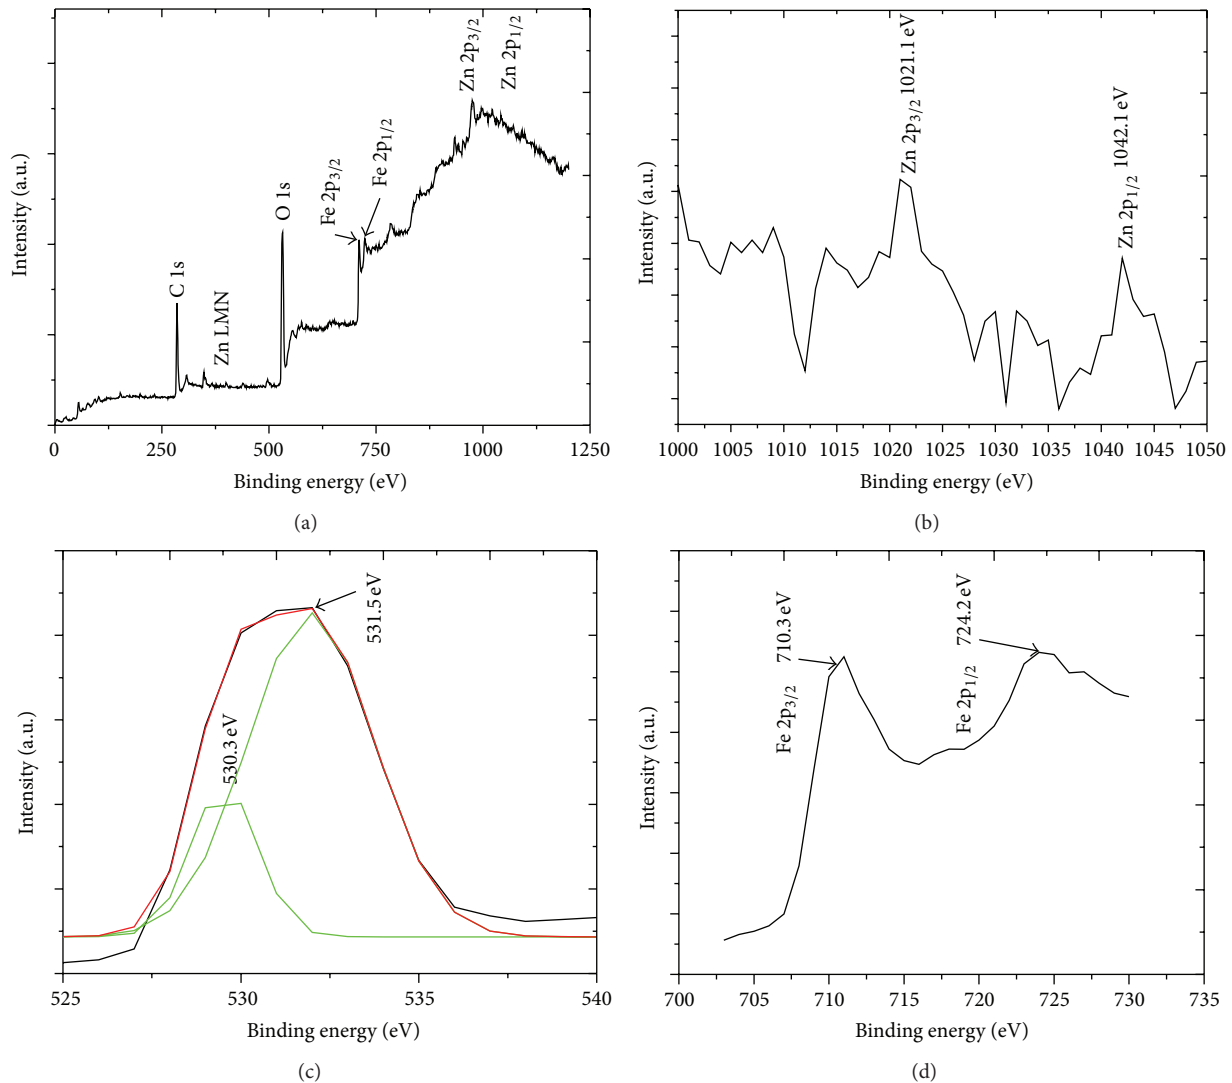 Zn 2p3/2
Zn 2p1/2
Fe 2p3/2
Fe 2p1/2
O 1s
C 1s
Zn LMN
Intensity (a.u.)
0 250 500 750 1000 1250
Binding energy (eV)
(a)
Zn 2p3/2 1021.1 eV
Zn 2p1/2 1042.1 eV
Intensity (a.u.)
1000 1005 1010 1015 1020 1025 1030 1035 1040 1045 1050
Binding energy (eV)
(b)
531.5 eV
530.3 eV
Intensity (a.u.)
525 530 535 540
Binding energy (eV)
(c)
710.3 eV
Fe 2p3/2
724.2 eV
Fe 2p1/2
Intensity (a.u.)
700 705 710 715 720 725 730 735
Binding energy (eV)
(d)